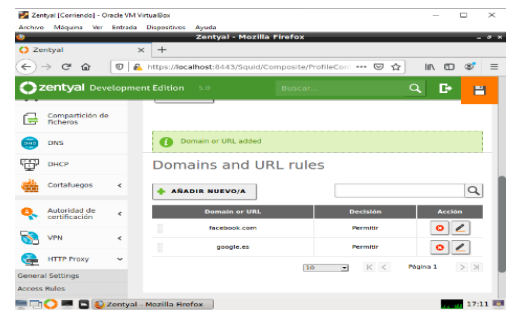 Zentyal [Corriendo] - Oracle VM VirtualBox
Archivo Máquina Ver Entrada Dispositivos Ayuda
Zentyal - Mozilla Firefox
Zentyal
https://localhost:8443/Squid/Composite/ProfileCon
zentyal Development Edition 5.0
Buscar...
Compartición de
ficheros
DNS
DHCP
Cortafuegos
Autoridad de
certificación
VPN
HTTP Proxy
General Settings
Access Rules
Domain or URL added
Domains and URL rules
AÑADIR NUEVO/A
Domain or URL Decisión Acción
facebook.com Permitir
google.es Permitir
10 Página 1
Zentyal - Mozilla Firefox 17:11